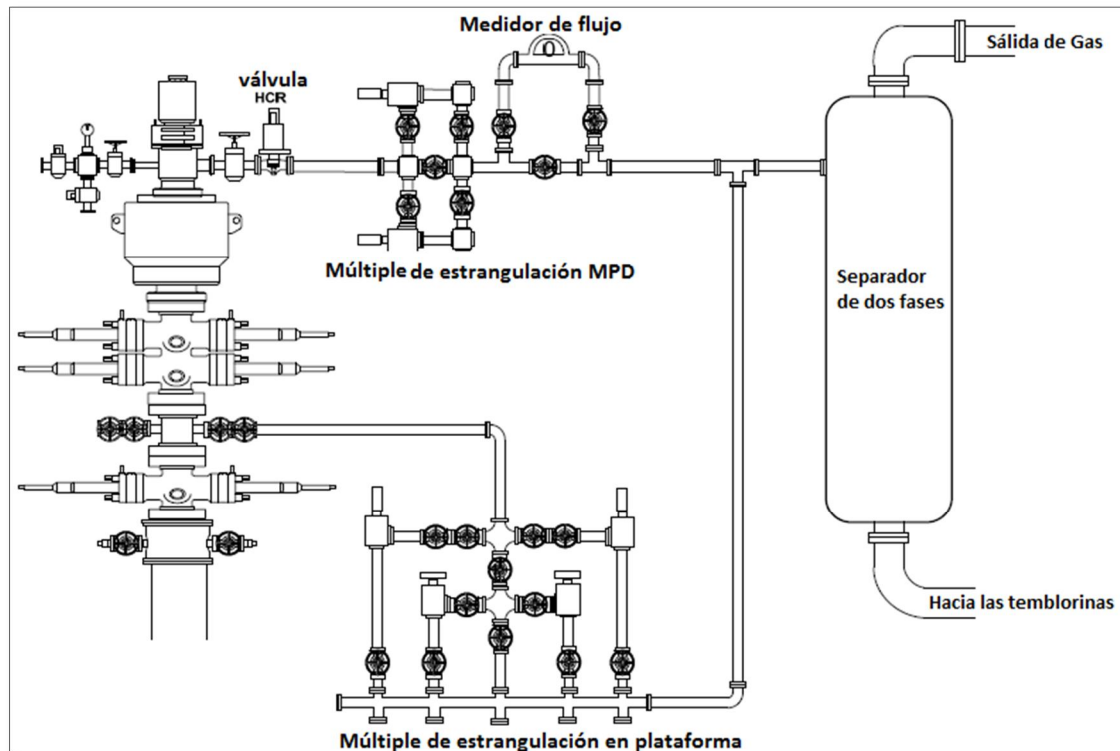 Medidor de flujo
Sálida de Gas
válvula
HCR
Múltiple de estrangulación MPD
Separador
de dos fases
Hacia las temblorinas
Múltiple de estrangulación en plataforma